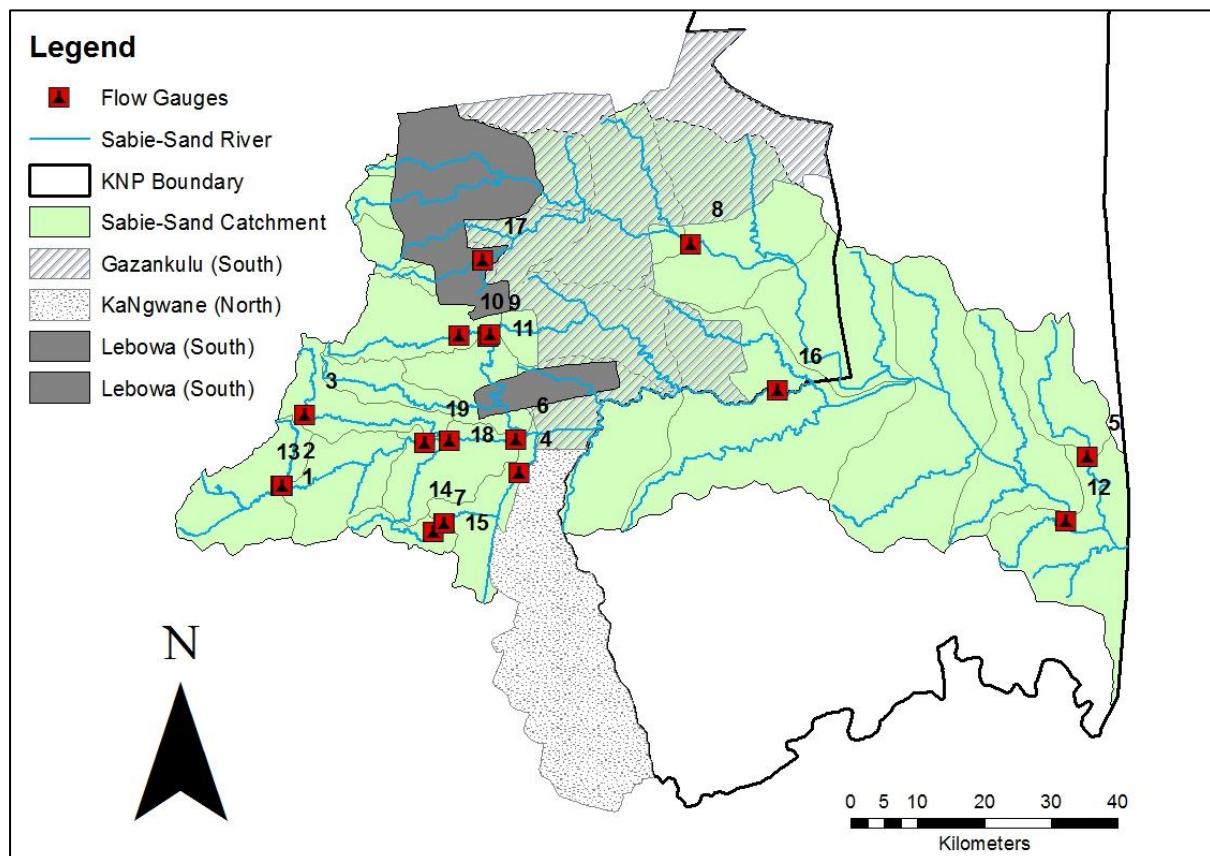 Legend
Flow Gauges
Sabie-Sand River
KNP Boundary
Sabie-Sand Catchment
Gazankulu (South)
KaNgwane (North)
Lebowa (South)
Lebowa (South)
8
17
10 9
11
16
3
19
6
18
4
5
13 2
1
14 7
15
12
N
0 5 10 20 30 40
Kilometers